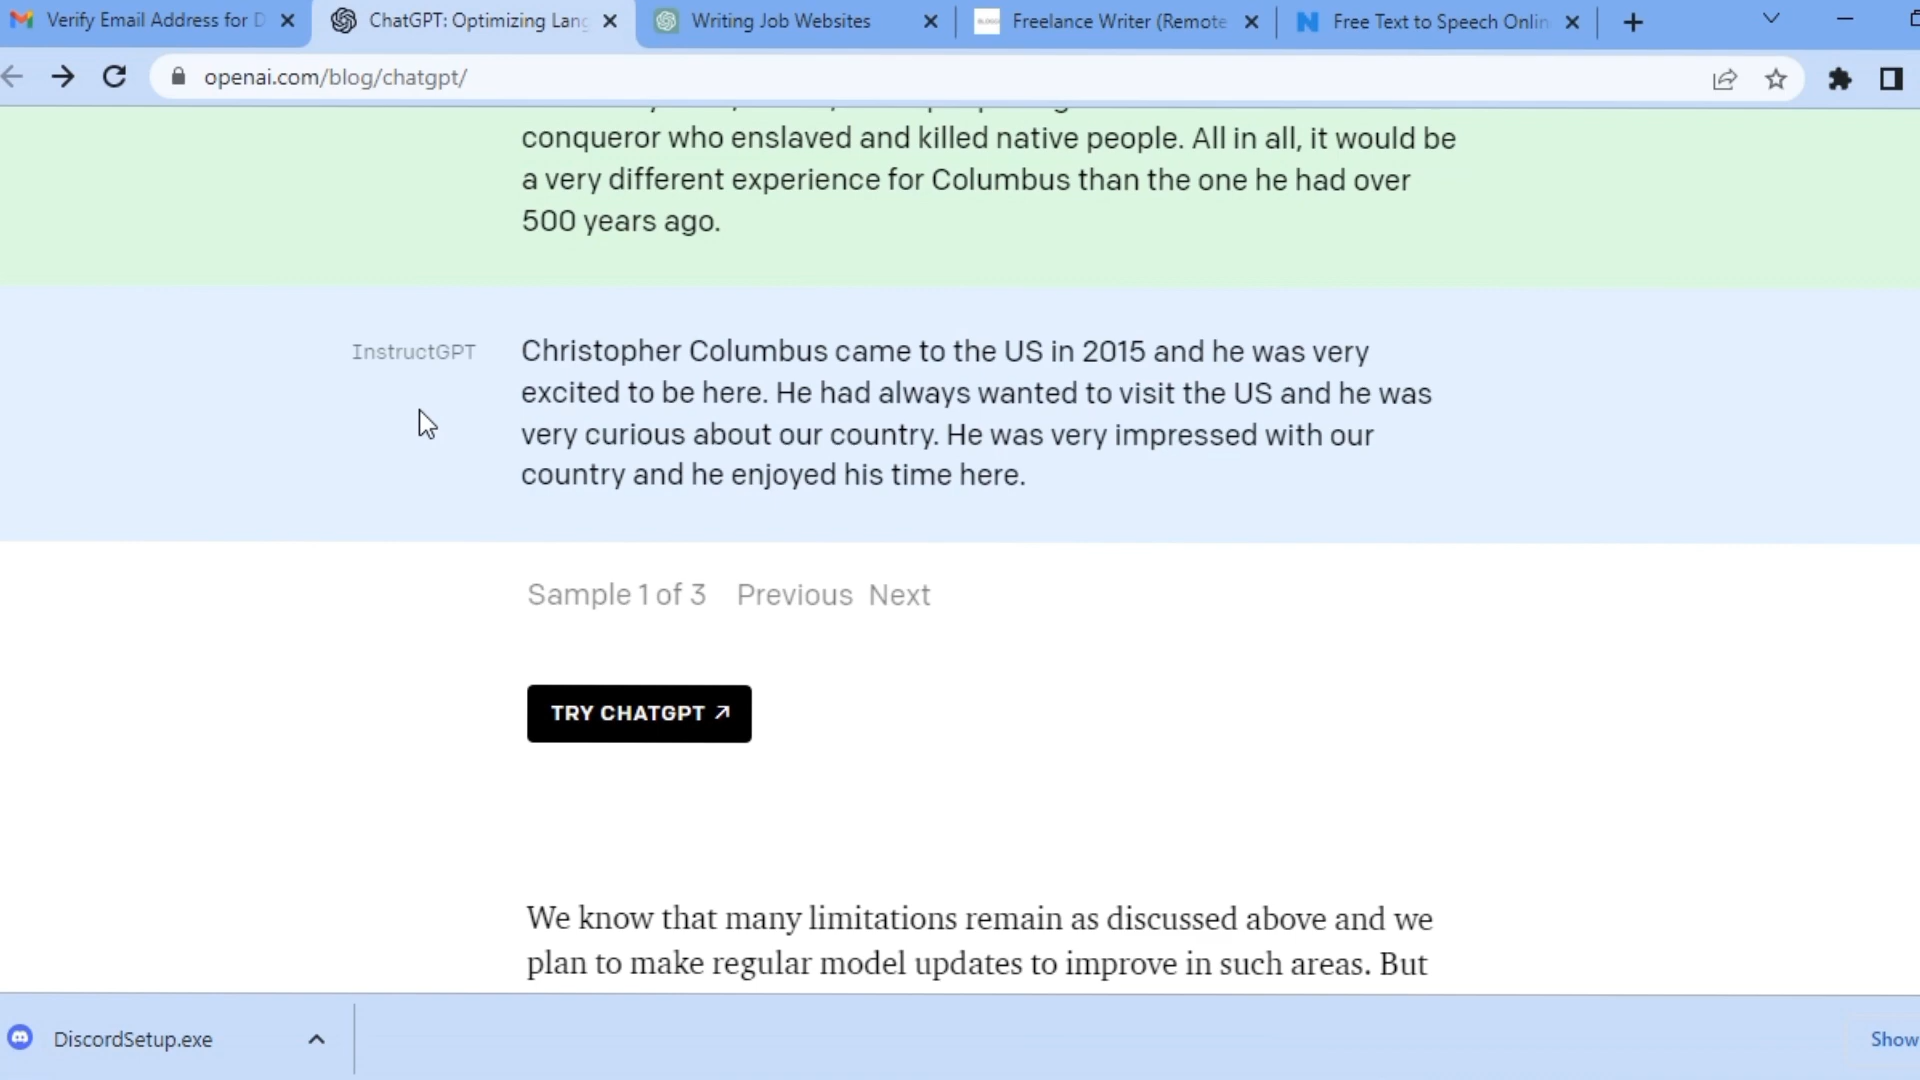 Verify Email Address for D
ChatGPT: Optimizing Lang
Writing Job Websites
Freelance Writer (Remote
Free Text to Speech Onlin
openai.com/blog/chatgpt/
conqueror who enslaved and killed native people. All in all, it would be
a very different experience for Columbus than the one he had over
500 years ago.
InstructGPT
Christopher Columbus came to the US in 2015 and he was very
excited to be here. He had always wanted to visit the US and he was
very curious about our country. He was very impressed with our
country and he enjoyed his time here.
Sample 1 of 3 Previous Next
TRY CHATGPT
We know that many limitations remain as discussed above and we
plan to make regular model updates to improve in such areas. But
DiscordSetup.exe
Show